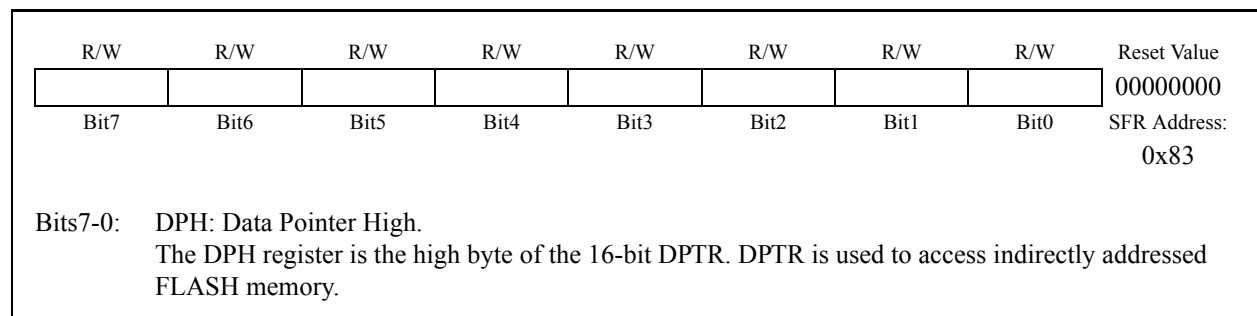 R/W R/W R/W R/W R/W R/W R/W R/W Reset Value
00000000
Bit7 Bit6 Bit5 Bit4 Bit3 Bit2 Bit1 Bit0 SFR Address:
0x83
Bits7-0: DPH: Data Pointer High.
The DPH register is the high byte of the 16-bit DPTR. DPTR is used to access indirectly addressed
FLASH memory.